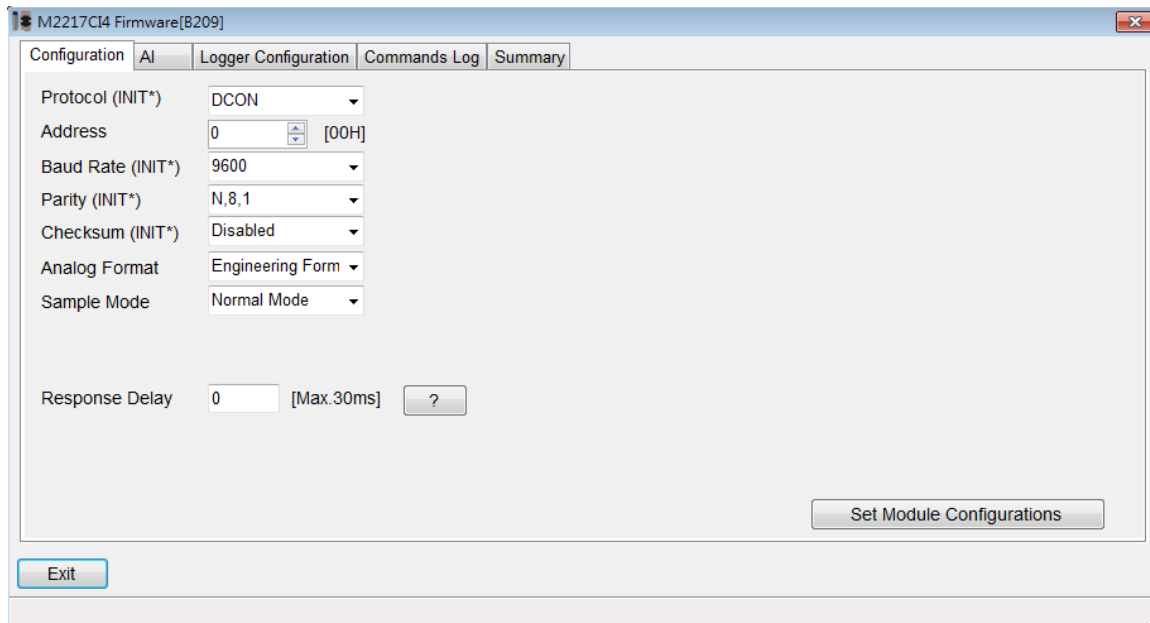 M2217CI4 Firmware[B209]
Configuration AI Logger Configuration Commands Log Summary
Protocol (INIT*) DCON
Address 0 [00H]
Baud Rate (INIT*) 9600
Parity (INIT*) N,8,1
Checksum (INIT*) Disabled
Analog Format Engineering Form
Sample Mode Normal Mode
Response Delay 0 [Max.30ms] ?
Set Module Configurations
Exit